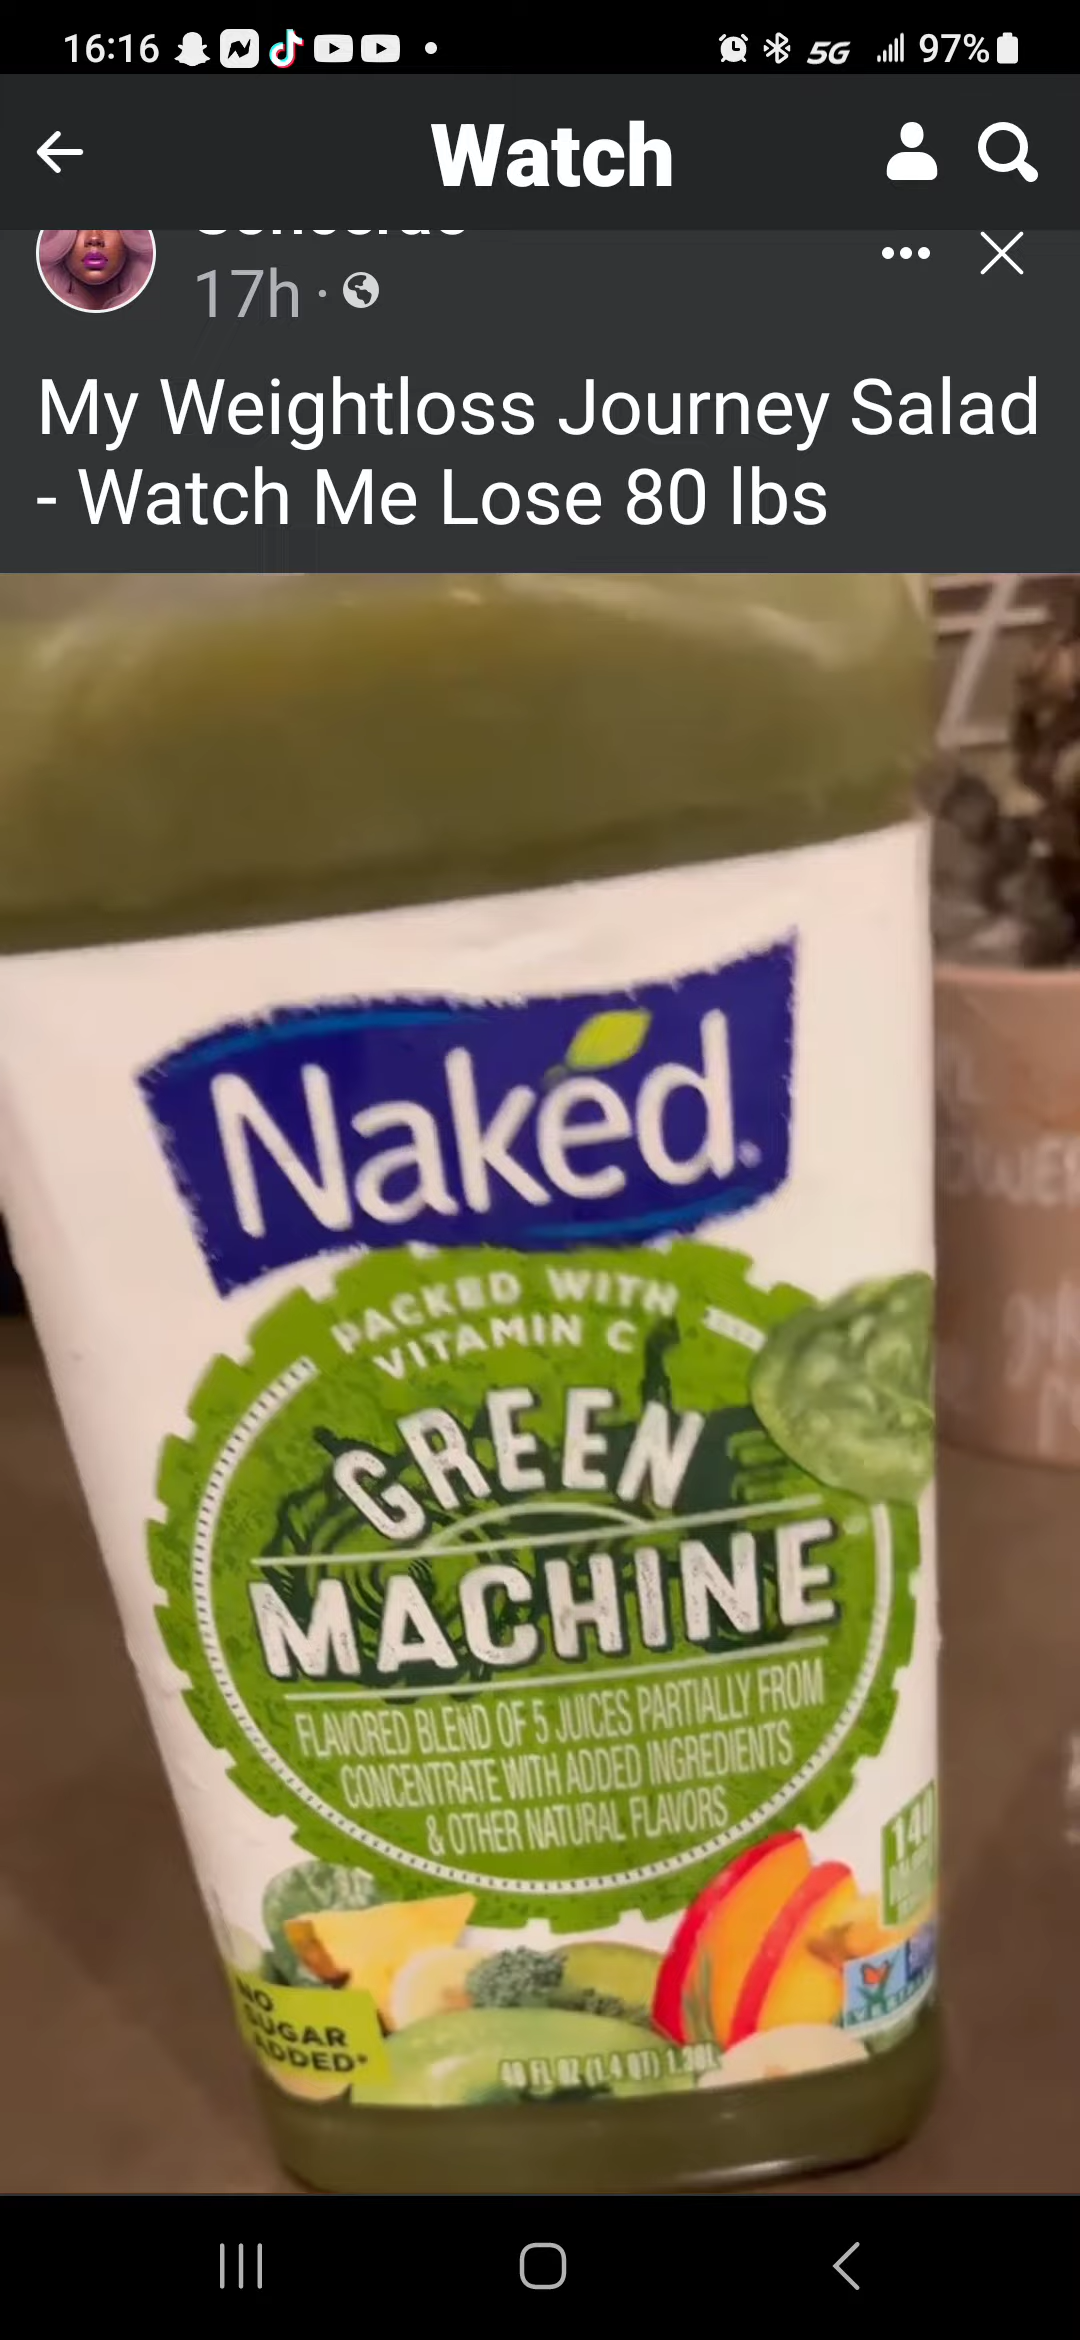 16:16
5G
97%
Watch
17h
My Weightloss Journey Salad
- Watch Me Lose 80 lbs
Naked
PACKED WITH
VITAMIN C
GREEN
MACHINE
FLAVORED BLEND OF 5 JUICES PARTIALLY FROM
CONCENTRATE WITH ADDED INGREDIENTS
& OTHER NATURAL FLAVORS
140
NO
SUGAR
ADDED*